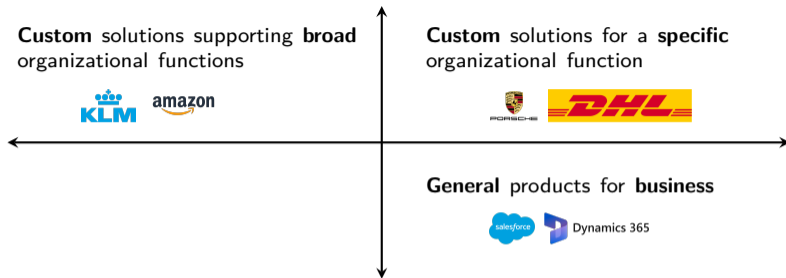 Custom solutions supporting broad
organizational functions
KLM amazon
Custom solutions for a specific
organizational function
PORSCHE DHL
General products for business
salesforce Dynamics 365